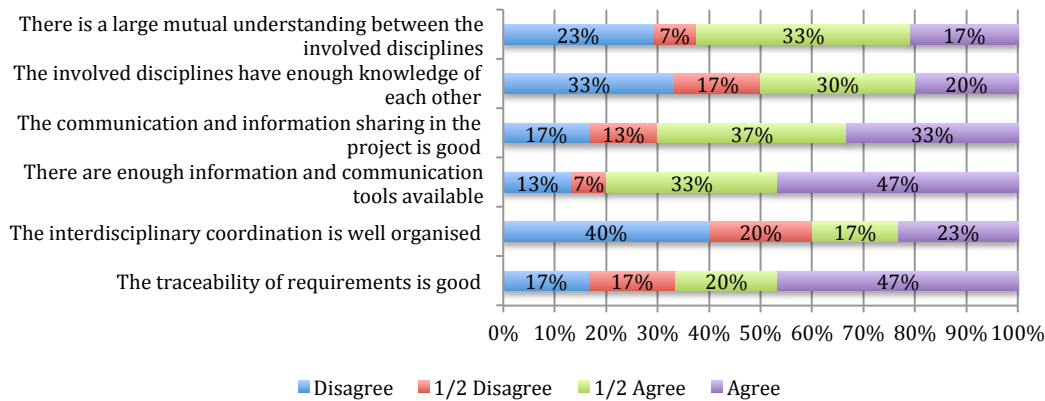 There is a large mutual understanding between the
involved disciplines
23% 7% 33% 17%
The involved disciplines have enough knowledge of
each other
33% 17% 30% 20%
The communication and information sharing in the
project is good
17% 13% 37% 33%
There are enough information and communication
tools available
13% 7% 33% 47%
The interdisciplinary coordination is well organised
40% 20% 17% 23%
The traceability of requirements is good
17% 17% 20% 47%
0% 10% 20% 30% 40% 50% 60% 70% 80% 90% 100%
Disagree 1/2 Disagree 1/2 Agree Agree